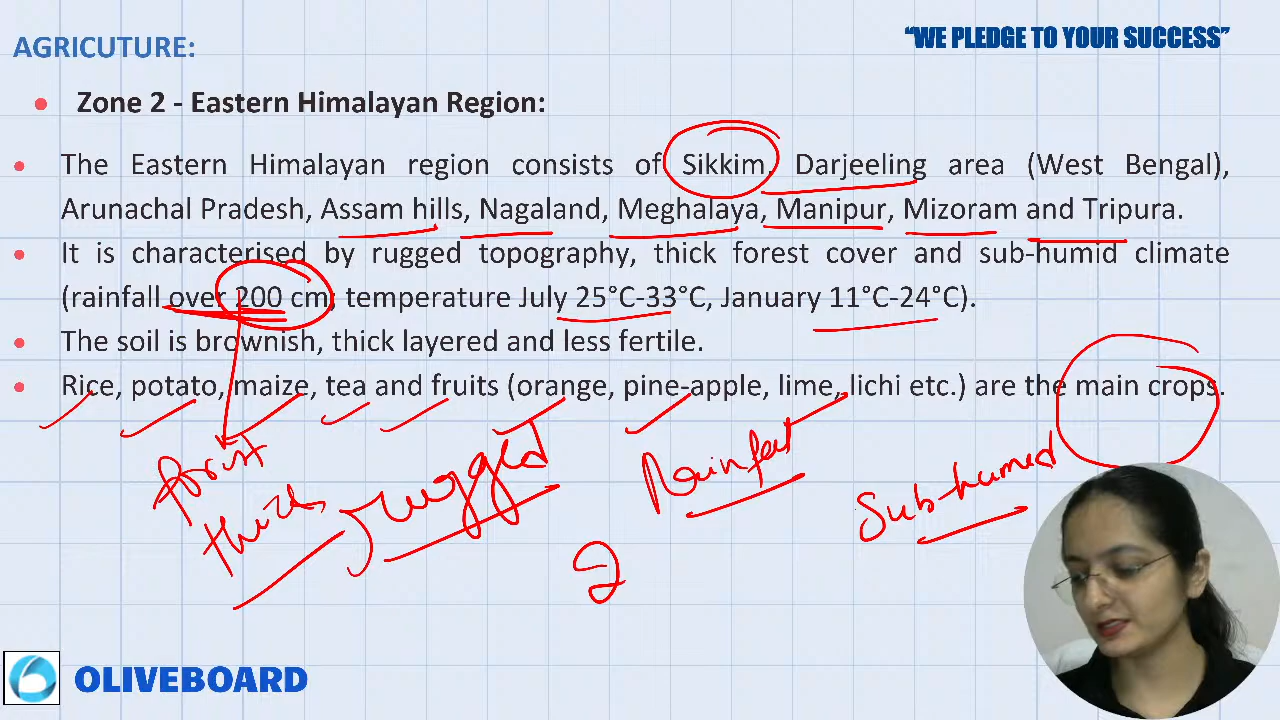 AGRICUTURE:
“WE PLEDGE TO YOUR SUCCESS”
• Zone 2 - Eastern Himalayan Region:
• The Eastern Himalayan region consists of Sikkim, Darjeeling area (West Bengal),
Arunachal Pradesh, Assam hills, Nagaland, Meghalaya, Manipur, Mizoram and Tripura.
• It is characterised by rugged topography, thick forest cover and sub-humid climate
(rainfall over 200 cm; temperature July 25°C-33°C, January 11°C-24°C).
• The soil is brownish, thick layered and less fertile.
• Rice, potato, maize, tea and fruits (orange, pine-apple, lime, lichi etc.) are the main crops.
rugged
Sub-humed
2
OLIVEBOARD